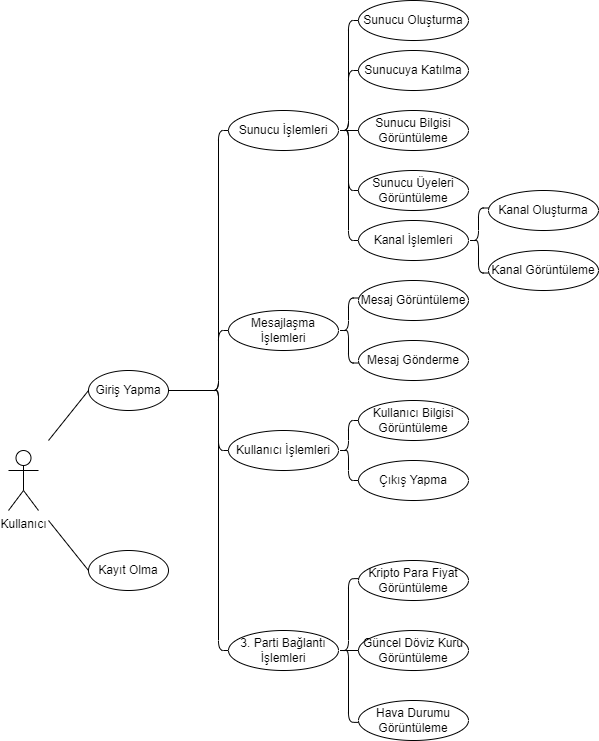 Sunucu Oluşturma
Sunucuya Katılma
Sunucu İşlemleri
Sunucu Bilgisi
Görüntüleme
Sunucu Üyeleri
Görüntüleme
Kanal İşlemleri
Kanal Oluşturma
Kanal Görüntüleme
Mesajlaşma
İşlemleri
Mesaj Görüntüleme
Mesaj Gönderme
Giriş Yapma
Kullanıcı İşlemleri
Kullanıcı Bilgisi
Görüntüleme
Çıkış Yapma
Kullanıcı
Kayıt Olma
3. Parti Bağlantı
İşlemleri
Kripto Para Fiyat
Görüntüleme
Güncel Döviz Kuru
Görüntüleme
Hava Durumu
Görüntüleme